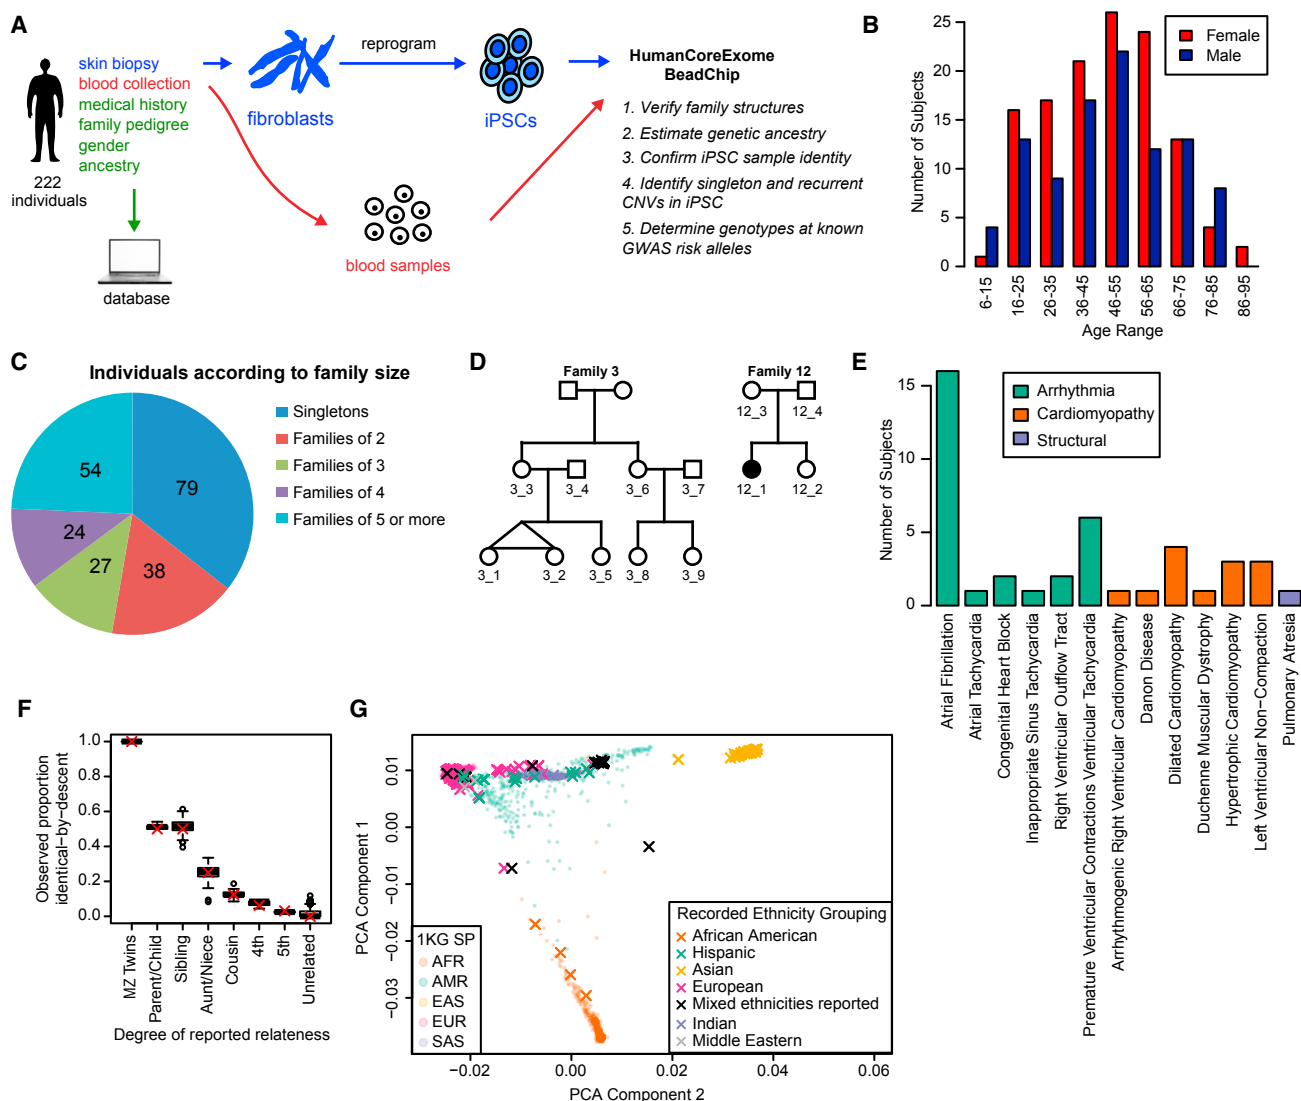 A
skin biopsy
blood collection
medical history
family pedigree
gender
ancestry
222
individuals
database
fibroblasts
reprogram
iPSCs
blood samples
HumanCoreExome
BeadChip
1. Verify family structures
2. Estimate genetic ancestry
3. Confirm iPSC sample identity
4. Identify singleton and recurrent
CNVs in iPSC
5. Determine genotypes at known
GWAS risk alleles
B
Number of Subjects
25
20
15
10
5
0
Female
Male
6-15
16-25
26-35
36-45
46-55
56-65
66-75
76-85
86-95
Age Range
C
Individuals according to family size
79
38
27
24
54
Singletons
Families of 2
Families of 3
Families of 4
Families of 5 or more
D
Family 3
3_3
3_4
3_6
3_7
3_1
3_2
3_5
3_8
3_9
Family 12
12_3
12_4
12_1
12_2
E
Number of Subjects
15
10
5
0
Arrhythmia
Cardiomyopathy
Structural
Atrial Fibrillation
Atrial Tachycardia
Congenital Heart Block
Inappropriate Sinus Tachycardia
Right Ventricular Outflow Tract
Premature Ventricular Contractions Ventricular Tachycardia
Arrhythmogenic Right Ventricular Cardiomyopathy
Danon Disease
Dilated Cardiomyopathy
Duchenne Muscular Dystrophy
Hypertrophic Cardiomyopathy
Left Ventricular Non-Compaction
Pulmonary Atresia
F
Observed proportion
identical-by-descent
1.0
0.8
0.6
0.4
0.2
0.0
MZ Twins
Parent/Child
Sibling
Aunt/Niece
Cousin
4th
5th
Unrelated
Degree of reported relateness
G
PCA Component 1
0.01
0.00
-0.01
-0.02
-0.03
1KG SP
AFR
AMR
EAS
EUR
SAS
Recorded Ethnicity Grouping
African American
Hispanic
Asian
European
Mixed ethnicities reported
Indian
Middle Eastern
-0.02
0.00
0.02
0.04
0.06
PCA Component 2